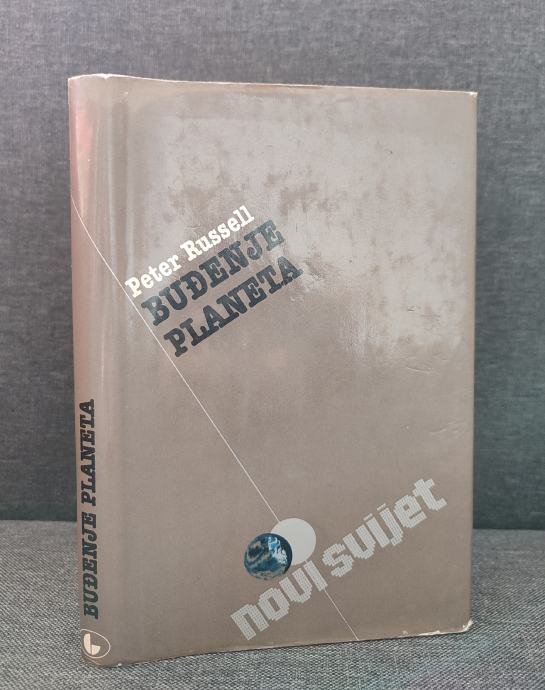 Peter Russell
BUĐENJE
PLANETA
novi svijet
BUĐENJE PLANETA